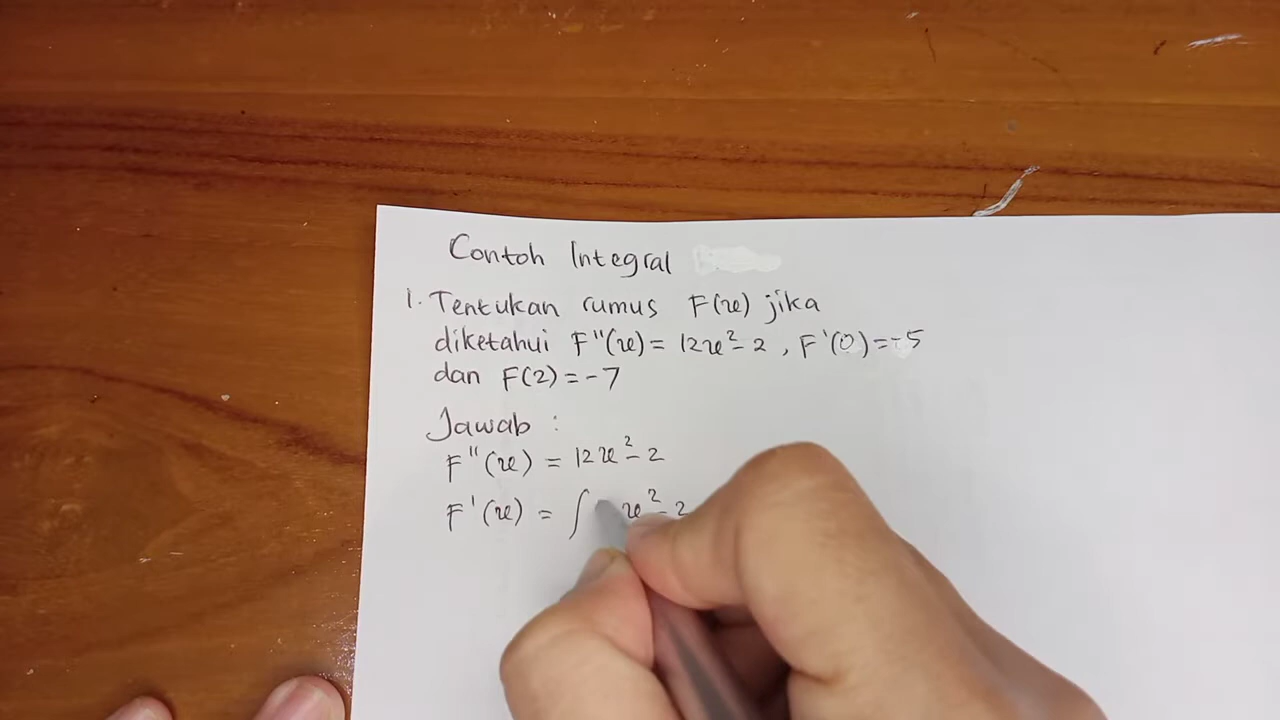 Contoh Integral
1. Tentukan rumus F(x) jika
diketahui F"(x) = 12x² - 2, F'(0) = -5
dan F(2) = -7
Jawab :
F"(x) = 12x² - 2
F'(x) = ∫ x² - 2